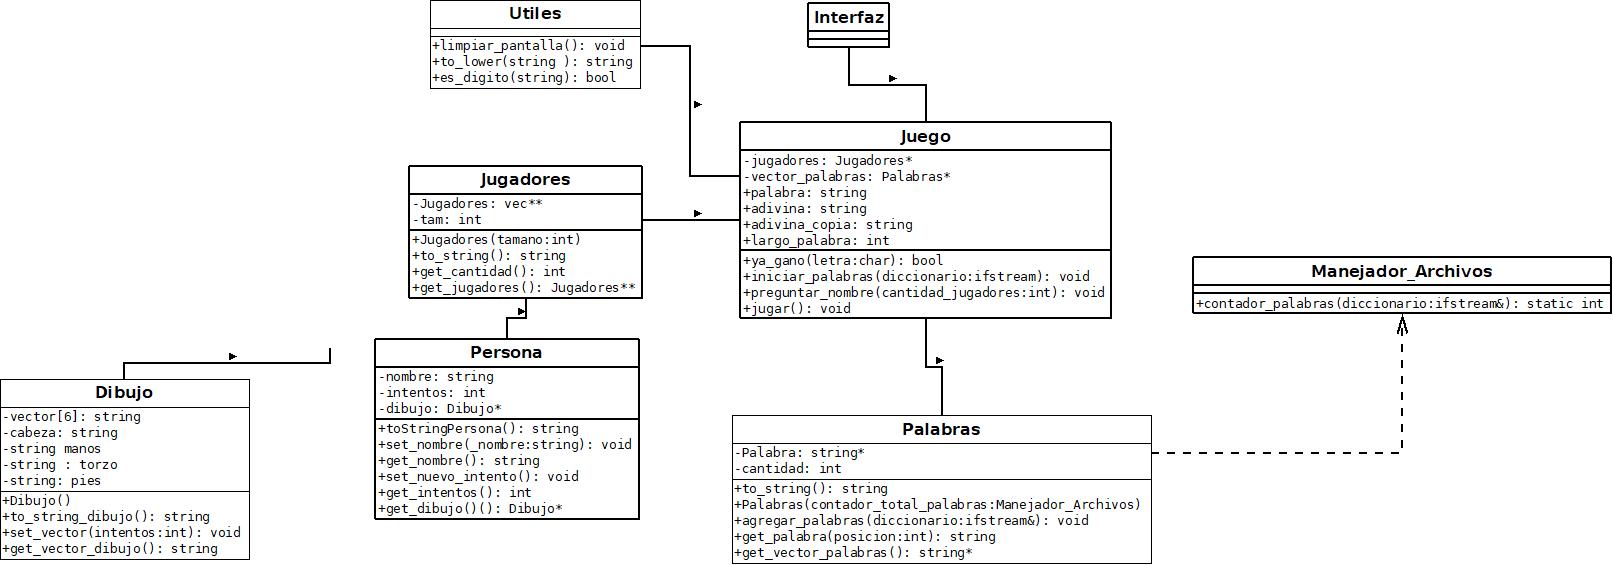 Utiles
+limpiar_pantalla(): void
+to_lower(string ): string
+es_digito(string): bool
Interfaz
Juego
-jugadores: Jugadores*
-vector_palabras: Palabras*
+palabra: string
+adivina: string
+adivina_copia: string
+largo_palabra: int
+ya_gano(letra:char): bool
+iniciar_palabras(diccionario:ifstream): void
+preguntar_nombre(cantidad_jugadores:int): void
+jugar(): void
Jugadores
-Jugadores: vec**
-tam: int
+Jugadores(tamano:int)
+to_string(): string
+get_cantidad(): int
+get_jugadores(): Jugadores**
Manejador_Archivos
+contador_palabras(diccionario:ifstream&): static int
Persona
-nombre: string
-intentos: int
-dibujo: Dibujo*
+toStringPersona(): string
+set_nombre(_nombre:string): void
+get_nombre(): string
+set_nuevo_intento(): void
+get_intentos(): int
+get_dibujo()(): Dibujo*
Dibujo
-vector[6]: string
-cabeza: string
-string manos
-string : torzo
-string: pies
+Dibujo()
+to_string_dibujo(): string
+set_vector(intentos:int): void
+get_vector_dibujo(): string
Palabras
-Palabra: string*
-cantidad: int
+to_string(): string
+Palabras(contador_total_palabras:Manejador_Archivos)
+agregar_palabras(diccionario:ifstream&): void
+get_palabra(posicion:int): string
+get_vector_palabras(): string*